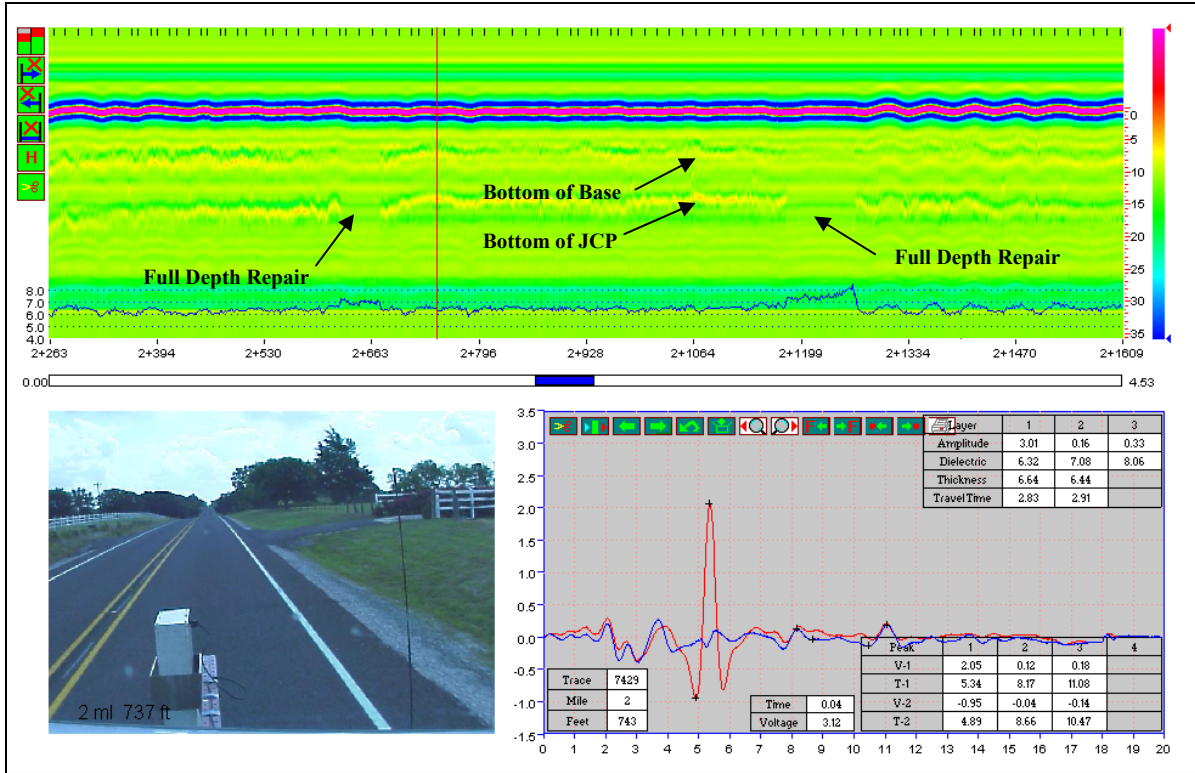 0
-5
-10
-15
-20
-25
-30
-35
H
Bottom of Base
Bottom of JCP
Full Depth Repair
Full Depth Repair
8.0
7.0
6.0
5.0
4.0
2+263 2+394 2+530 2+663 2+796 2+928 2+1064 2+1199 2+1334 2+1470 2+1609
0.00 4.53
2 ml 737 ft
3.5
3.0
2.5
2.0
1.5
1.0
0.5
0.0
-0.5
-1.0
-1.5
Layer 1 2 3
Amplitude 3.01 0.16 0.33
Dielectric 6.32 7.08 8.06
Thickness 6.64 6.44
Travel Time 2.83 2.91
Trace 7429
Mile 2
Feet 743
Time 0.04
Voltage 3.12
Peak 1 2 3 4
V-1 2.05 0.12 0.18
T-1 5.34 8.17 11.08
V-2 -0.95 -0.04 -0.14
T-2 4.89 8.66 10.47
0 1 2 3 4 5 6 7 8 9 10 11 12 13 14 15 16 17 18 19 20